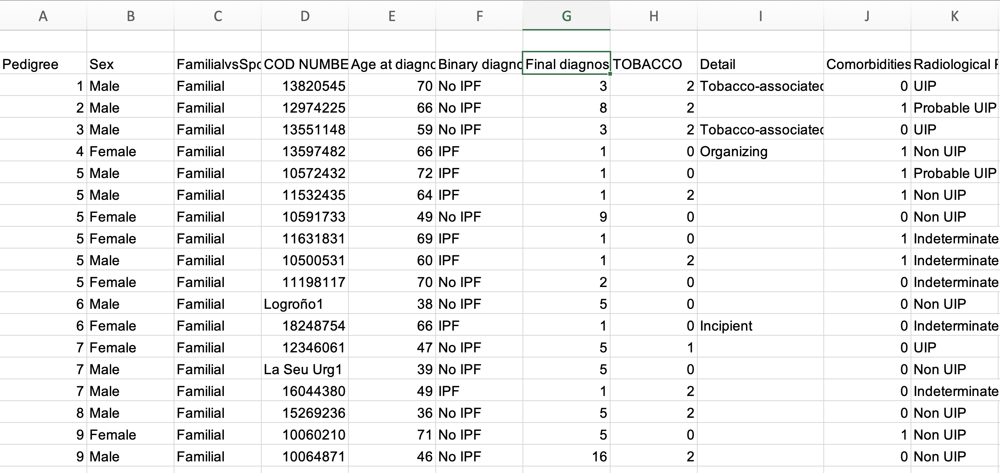 A B C D E F G H I J K
Pedigree Sex FamilialvsSpo COD NUMBE Age at diagno Binary diagno Final diagnos TOBACCO Detail Comorbidities Radiological
1 Male Familial 13820545 70 No IPF 3 2 Tobacco-associated 0 UIP
2 Male Familial 12974225 66 No IPF 8 2 1 Probable UIP
3 Male Familial 13551148 59 No IPF 3 2 Tobacco-associated 0 UIP
4 Female Familial 13597482 66 IPF 1 0 Organizing 1 Non UIP
5 Male Familial 10572432 72 IPF 1 0 1 Probable UIP
5 Male Familial 11532435 64 IPF 1 2 1 Non UIP
5 Female Familial 10591733 49 No IPF 9 0 0 Non UIP
5 Female Familial 11631831 69 IPF 1 0 1 Indeterminate
5 Male Familial 10500531 60 IPF 1 2 1 Indeterminate
5 Female Familial 11198117 70 No IPF 2 0 0 Indeterminate
6 Male Familial Logroño1 38 No IPF 5 0 0 Non UIP
6 Female Familial 18248754 66 IPF 1 0 Incipient 0 Indeterminate
7 Female Familial 12346061 47 No IPF 5 1 0 UIP
7 Male Familial La Seu Urg1 39 No IPF 5 0 0 Non UIP
7 Male Familial 16044380 49 IPF 1 2 0 Indeterminate
8 Male Familial 15269236 36 No IPF 5 2 0 Non UIP
9 Female Familial 10060210 71 No IPF 5 0 1 Non UIP
9 Male Familial 10064871 46 No IPF 16 2 0 Non UIP